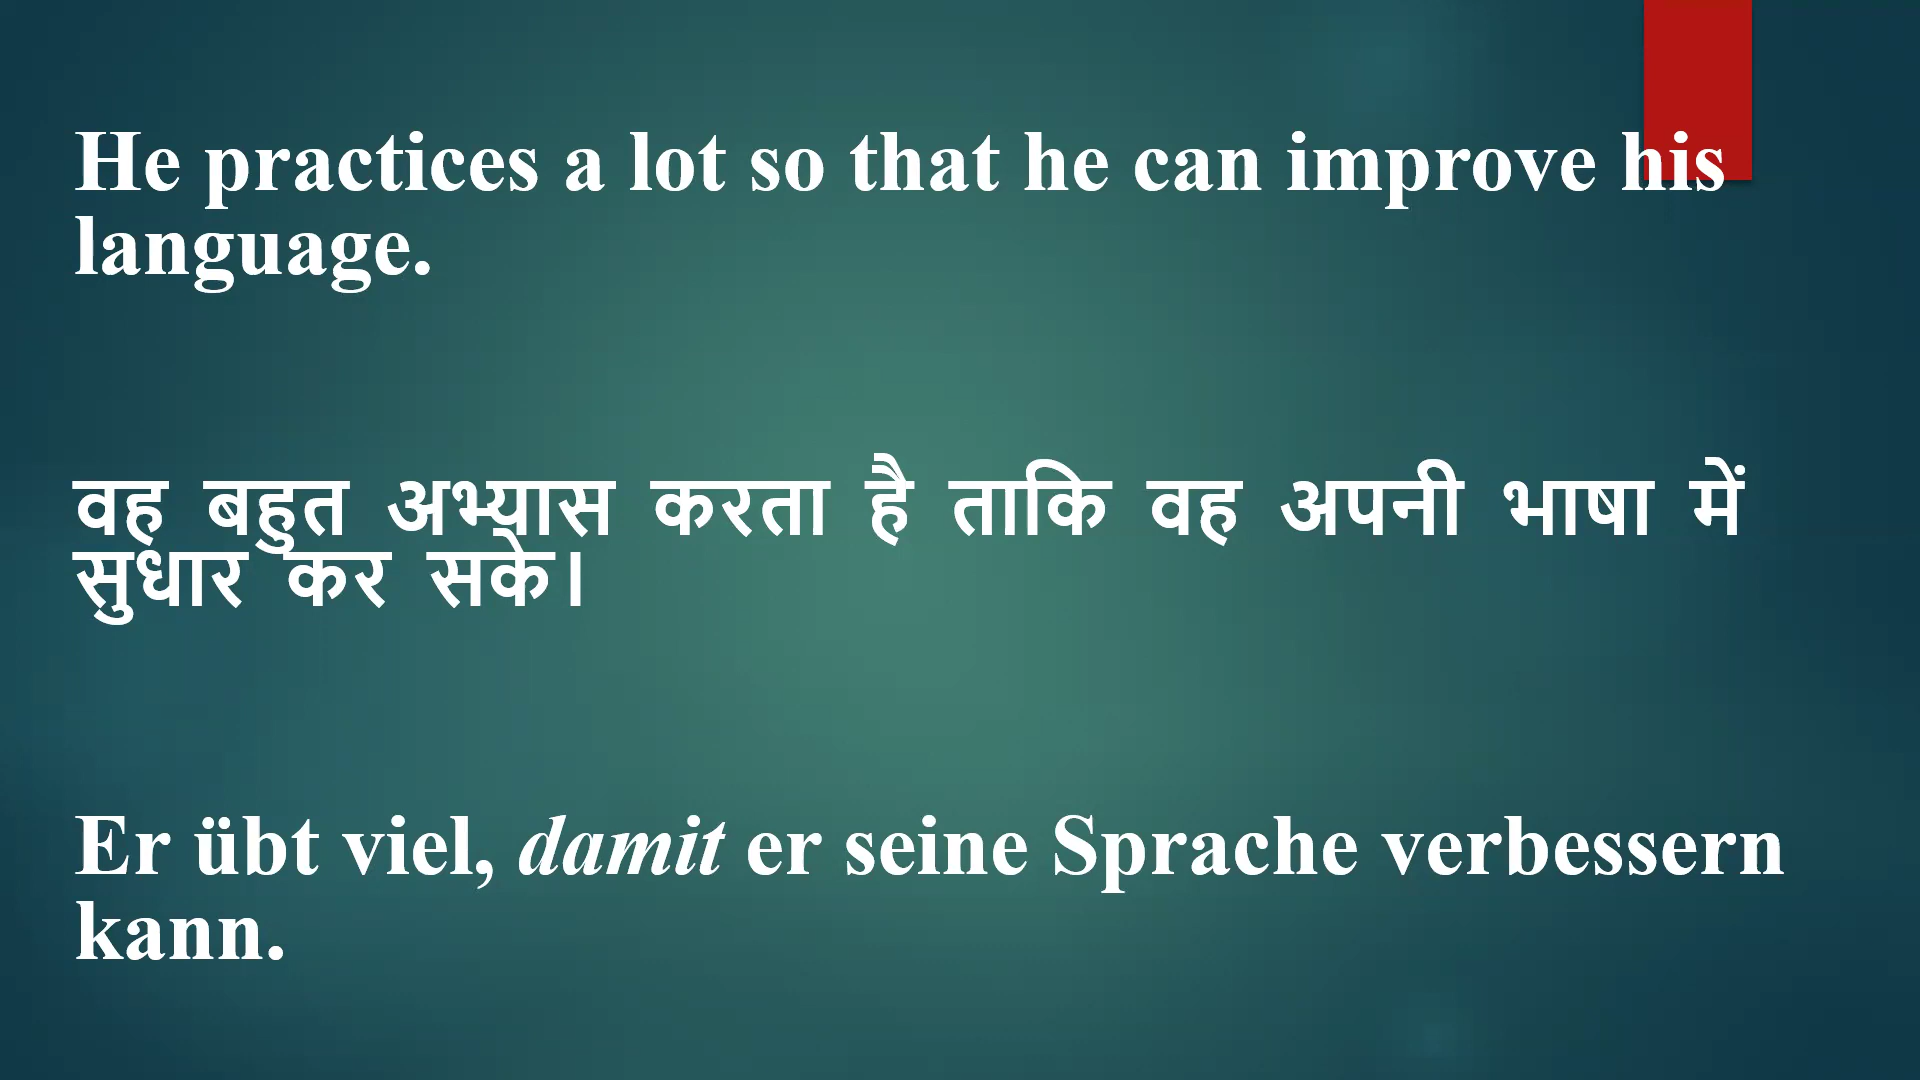 He practices a lot so that he can improve his
language.
वह बहुत अभ्यास करता है ताकि वह अपनी भाषा में
सुधार कर सके।
Er übt viel, damit er seine Sprache verbessern
kann.